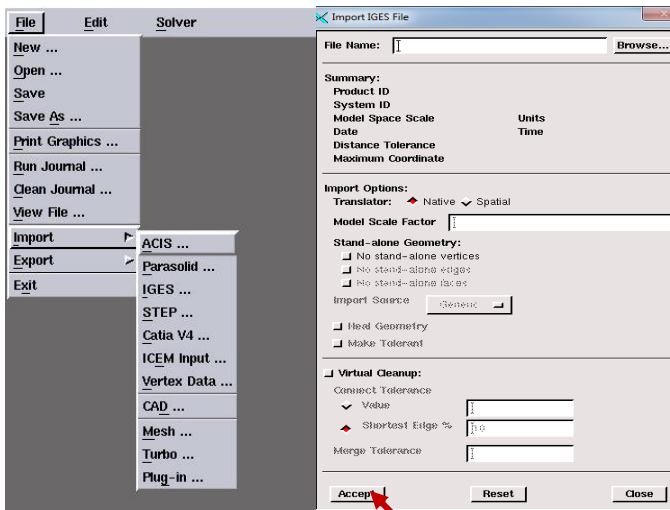 File Edit Solver
New ...
Open ...
Save
Save As ...
Print Graphics ...
Run Journal ...
Clean Journal ...
View File ...
Import
Export
Exit
ACIS ...
Parasolid ...
IGES ...
STEP ...
Catia V4 ...
ICEM Input ...
Vertex Data ...
CAD ...
Mesh ...
Turbo ...
Plug-in ...
Import IGES File
File Name: Browse...
Summary:
Product ID
System ID
Model Space Scale Units
Date Time
Distance Tolerance
Maximum Coordinate
Import Options:
Translator: Native Spatial
Model Scale Factor
Stand-alone Geometry:
No stand-alone vertices
No stand-alone edges
No stand-alone faces
Import Source Generic
Heal Geometry
Make Tolerant
Virtual Cleanup:
Connect Tolerance
Value
Shortest Edge %
Merge Tolerance
Accept Reset Close